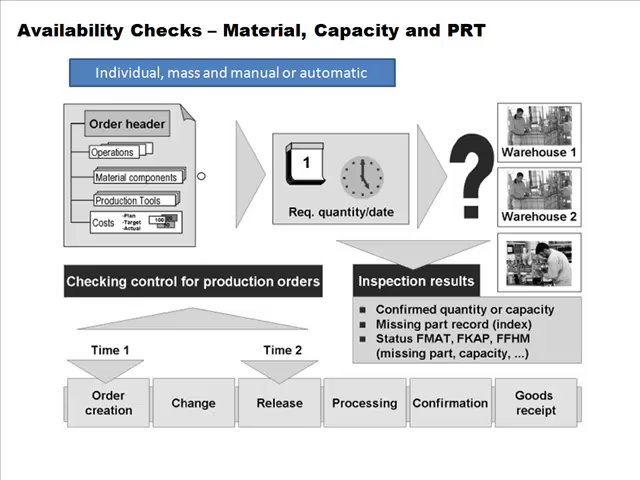 Availability Checks – Material, Capacity and PRT
Individual, mass and manual or automatic
Order header
Operations
Material components
Production Tools
Costs
-Plan
-Target
-Actual
100
1
Req. quantity/date
?
Warehouse 1
Warehouse 2
Checking control for production orders
Inspection results
Confirmed quantity or capacity
Missing part record (index)
Status FMAT, FKAP, FFHM
(missing part, capacity, ...)
Time 1
Time 2
Order
creation
Change
Release
Processing
Confirmation
Goods
receipt